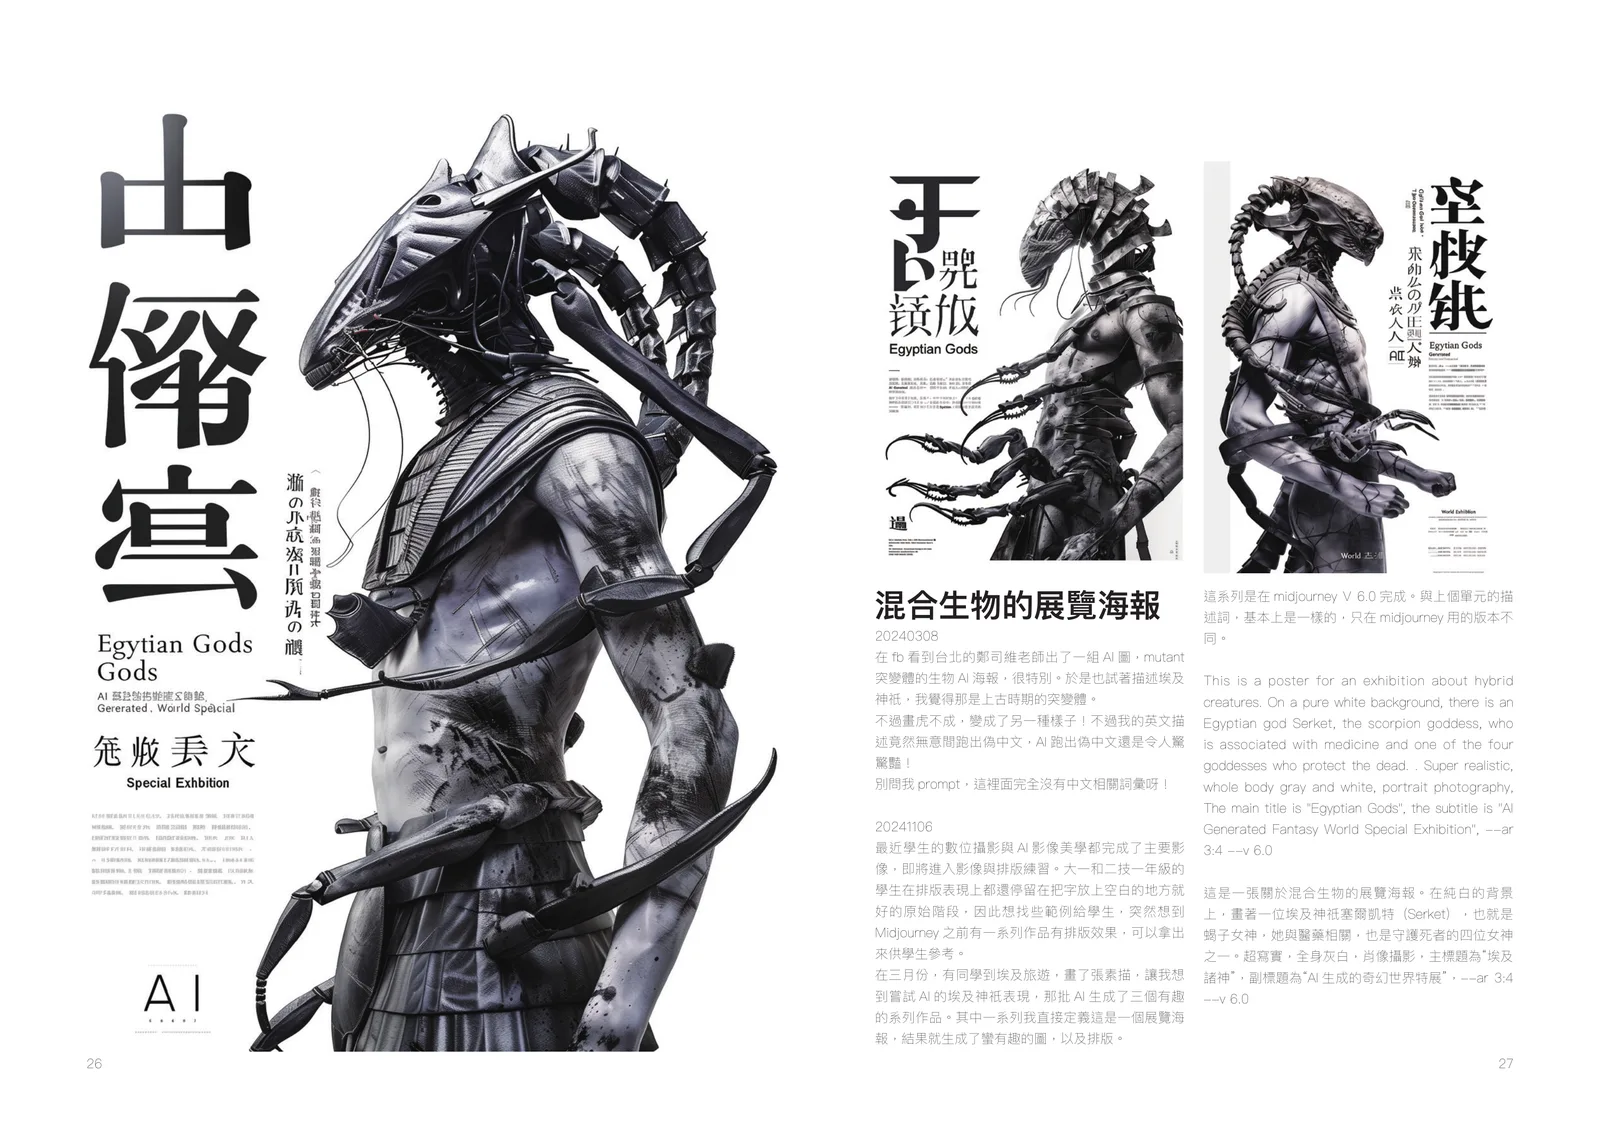 Egytian Gods
Gods
AI
Gererated . World Special
Special Exhbition
AI
26
Egyptian Gods
Egytian Gods
Generated
World Exhibition
World
混合生物的展覽海報
20240308
在 fb 看到台北的鄭司維老師出了一組 AI 圖，mutant
突變體的生物 AI 海報，很特別。於是也試著描述埃及
神祇，我覺得那是上古時期的突變體。
不過畫虎不成，變成了另一種樣子！不過我的英文描
述竟然無意間跑出偽中文，AI 跑出偽中文還是令人驚
驚豔！
別問我 prompt，這裡面完全沒有中文相關詞彙呀！
20241106
最近學生的數位攝影與 AI 影像美學都完成了主要影
像，即將進入影像與排版練習。大一和二技一年級的
學生在排版表現上都還停留在把字放上空白的地方就
好的原始階段，因此想找些範例給學生，突然想到
Midjourney 之前有一系列作品有排版效果，可以拿出
來供學生參考。
在三月份，有同學到埃及旅遊，畫了張素描，讓我想
到嘗試 AI 的埃及神祇表現，那批 AI 生成了三個有趣
的系列作品。其中一系列我直接定義這是一個展覽海
報，結果就生成了蠻有趣的圖，以及排版。
這系列是在 midjourney V 6.0 完成。與上個單元的描
述詞，基本上是一樣的，只在 midjourney 用的版本不
同。
This is a poster for an exhibition about hybrid
creatures. On a pure white background, there is an
Egyptian god Serket, the scorpion goddess, who
is associated with medicine and one of the four
goddesses who protect the dead. . Super realistic,
whole body gray and white, portrait photography,
The main title is "Egyptian Gods", the subtitle is "AI
Generated Fantasy World Special Exhibition", --ar
3:4 --v 6.0
這是一張關於混合生物的展覽海報。在純白的背景
上，畫著一位埃及神祇塞爾凱特（Serket），也就是
蝎子女神，她與醫藥相關，也是守護死者的四位女神
之一。超寫實，全身灰白，肖像攝影，主標題為“埃及
諸神”，副標題為“AI 生成的奇幻世界特展”，--ar 3:4
--v 6.0
27